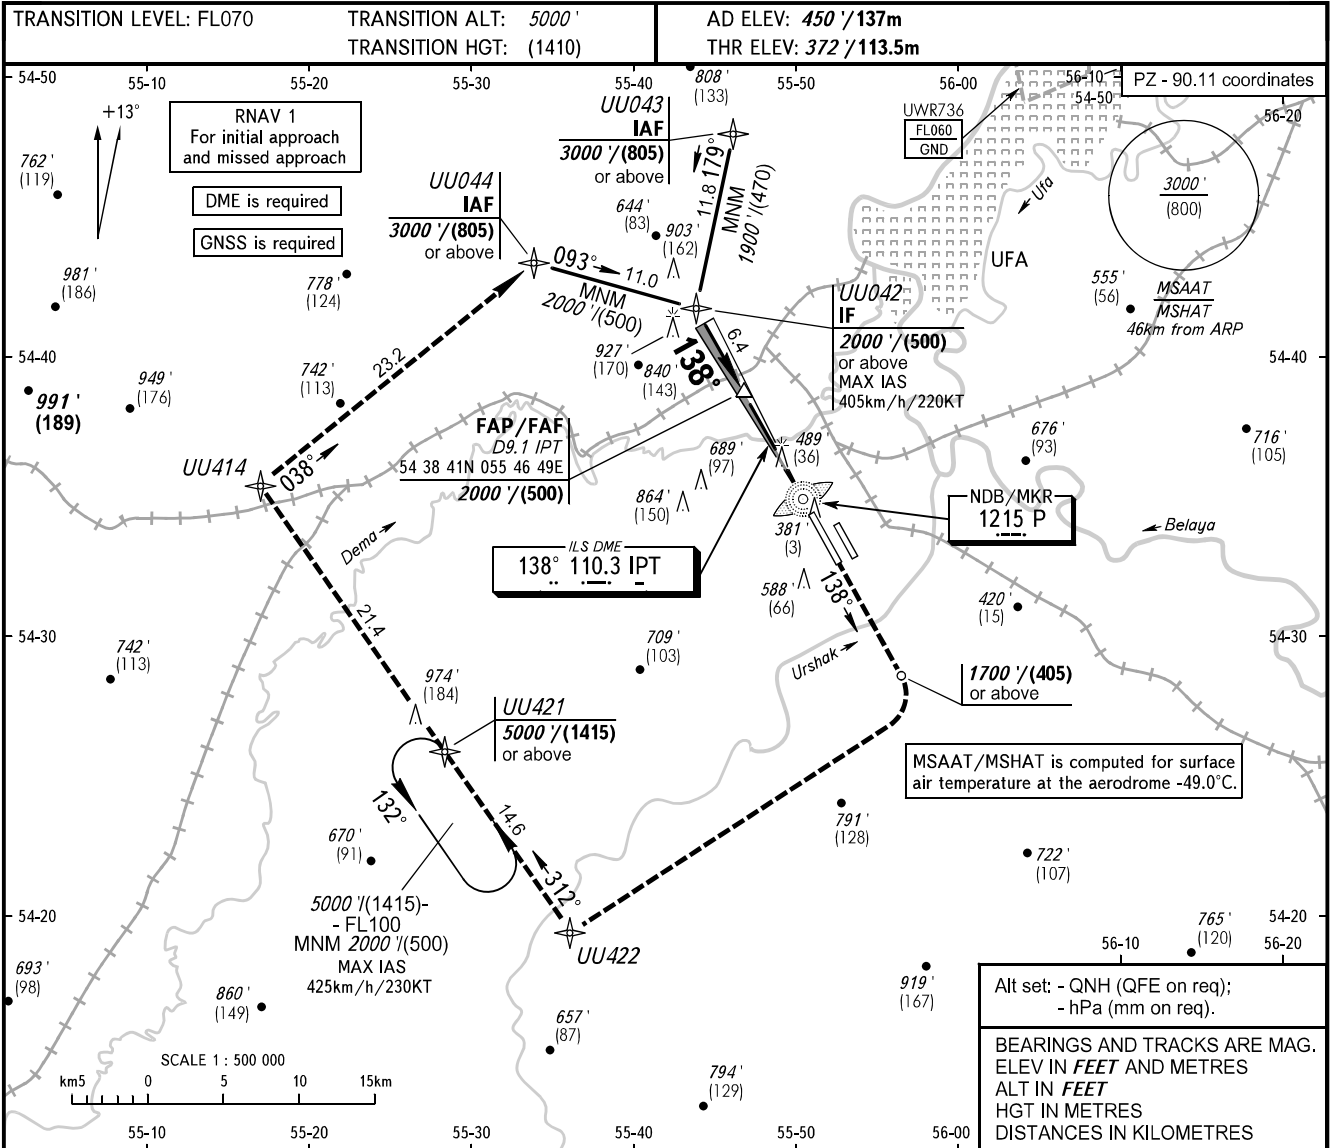 TRANSITION LEVEL: FL070
TRANSITION ALT: 5000 '
TRANSITION HGT: (1410)
AD ELEV: 450 '/137m
THR ELEV: 372 '/113.5m
54-50
55-10
55-20
55-30
55-40
55-50
56-00
56-10
54-50
56-20
PZ - 90.11 coordinates
+13°
RNAV 1
For initial approach
and missed approach
DME is required
GNSS is required
762 '
(119)
808 '
(133)
UU043
IAF
3000 '/(805)
or above
UWR736
FL060
GND
3000 '
(800)
Ufa
UFA
179°
11.8
MNM
1900 '/(470)
UU044
IAF
3000 '/(805)
or above
644 '
(83)
903 '
(162)
093°
11.0
MNM
2000 '/(500)
981 '
(186)
778 '
(124)
555 '
(56)
MSAAT
MSHAT
46km from ARP
UU042
IF
2000 '/(500)
or above
MAX IAS
405km/h/220KT
6.4
138°
927 '
(170)
840 '
(143)
54-40
54-40
23.2
949 '
(176)
742 '
(113)
991 '
(189)
FAP/FAF
D9.1 IPT
54 38 41N 055 46 49E
2000 '/(500)
689 '
(97)
489
(36)
676 '
(93)
716 '
(105)
UU414
038°
864 '
(150)
NDB/MKR
1215 P
Belaya
Dema
381 '
(3)
ILS DME
138° 110.3 IPT
588 '
(66)
138°
420 '
(15)
21.4
54-30
54-30
742 '
(113)
709 '
(103)
Urshak
1700 '/(405)
or above
974 '
(184)
UU421
5000 '/(1415)
or above
MSAAT/MSHAT is computed for surface
air temperature at the aerodrome -49.0°C.
132°
14.6
670 '
(91)
791 '
(128)
722 '
(107)
312°
5000 '/(1415)-
- FL100
MNM 2000 '/(500)
MAX IAS
425km/h/230KT
54-20
54-20
UU422
765 '
(120)
56-10
56-20
693 '
(98)
860 '
(149)
919 '
(167)
657 '
(87)
794 '
(129)
SCALE 1 : 500 000
km5 0 5 10 15km
Alt set: - QNH (QFE on req);
- hPa (mm on req).
BEARINGS AND TRACKS ARE MAG.
ELEV IN FEET AND METRES
ALT IN FEET
HGT IN METRES
DISTANCES IN KILOMETRES
55-10
55-20
55-30
55-40
55-50
56-00